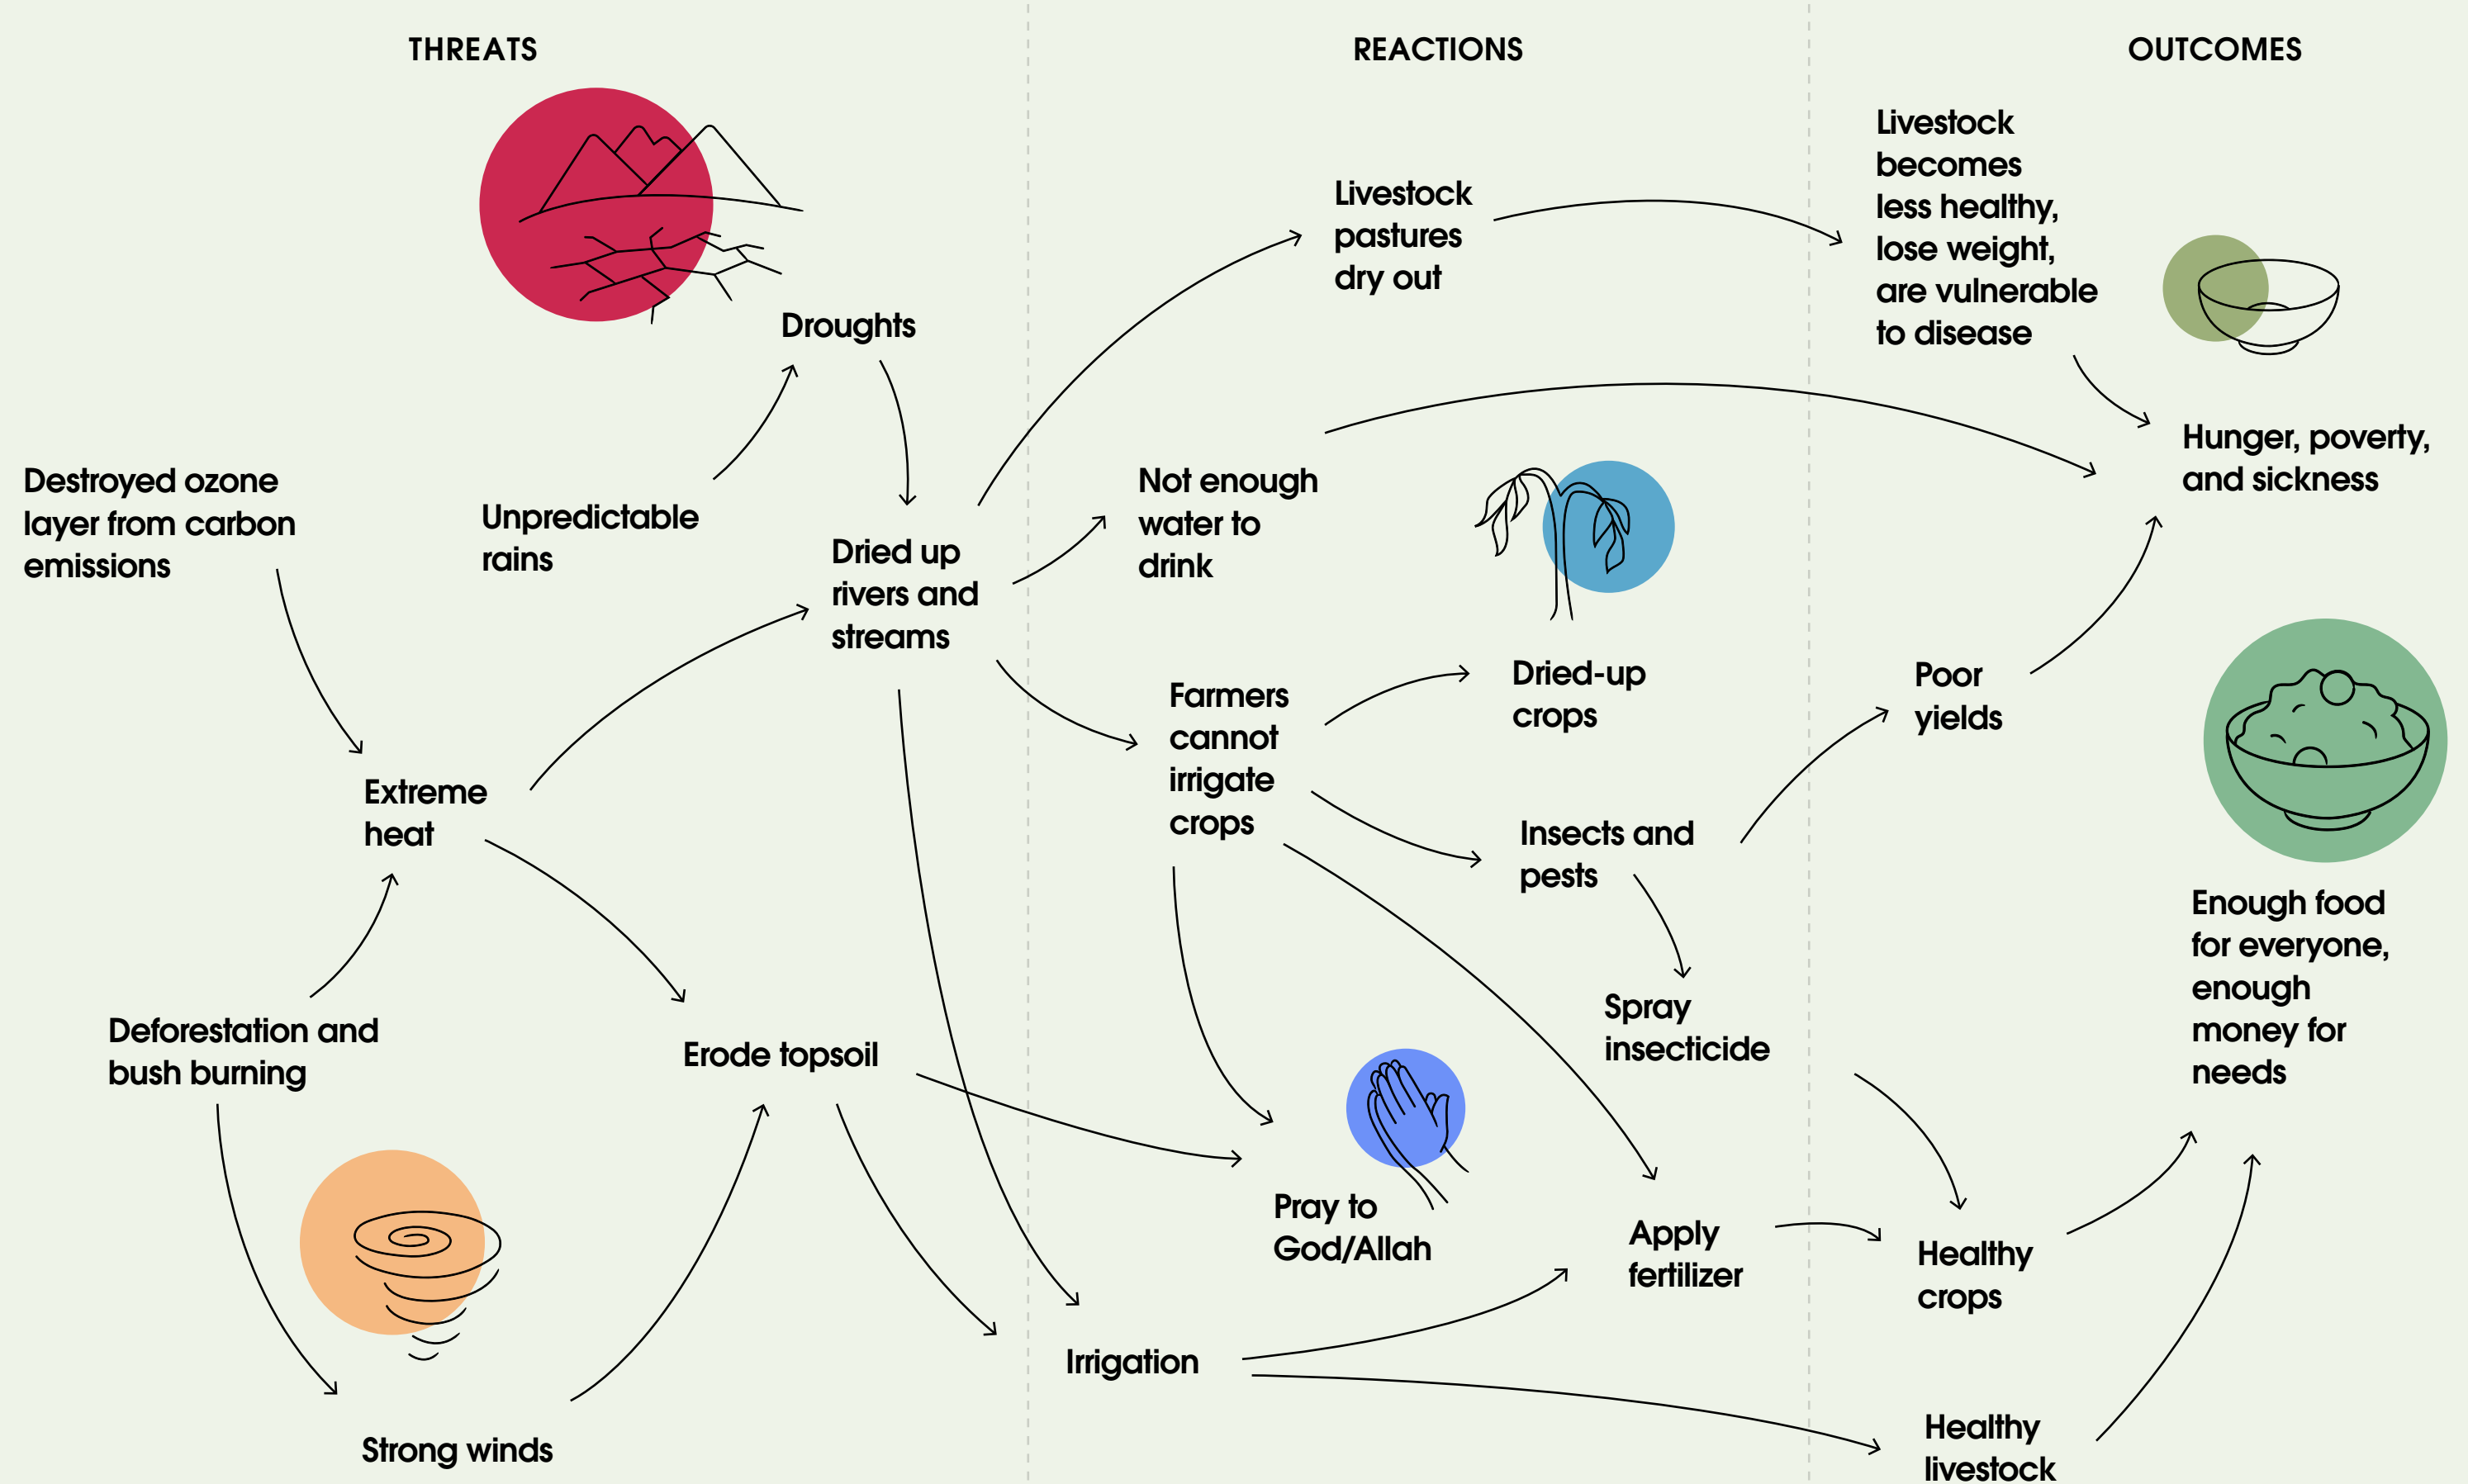 THREATS
REACTIONS
OUTCOMES
Droughts
Destroyed ozone
layer from carbon
emissions
Unpredictable
rains
Dried up
rivers and
streams
Extreme
heat
Deforestation and
bush burning
Erode topsoil
Strong winds
Livestock
pastures
dry out
Not enough
water to
drink
Farmers
cannot
irrigate
crops
Dried-up
crops
Insects and
pests
Spray
insecticide
Pray to
God/Allah
Apply
fertilizer
Irrigation
Livestock
becomes
less healthy,
lose weight,
are vulnerable
to disease
Hunger, poverty,
and sickness
Poor
yields
Enough food
for everyone,
enough
money for
needs
Healthy
crops
Healthy
livestock